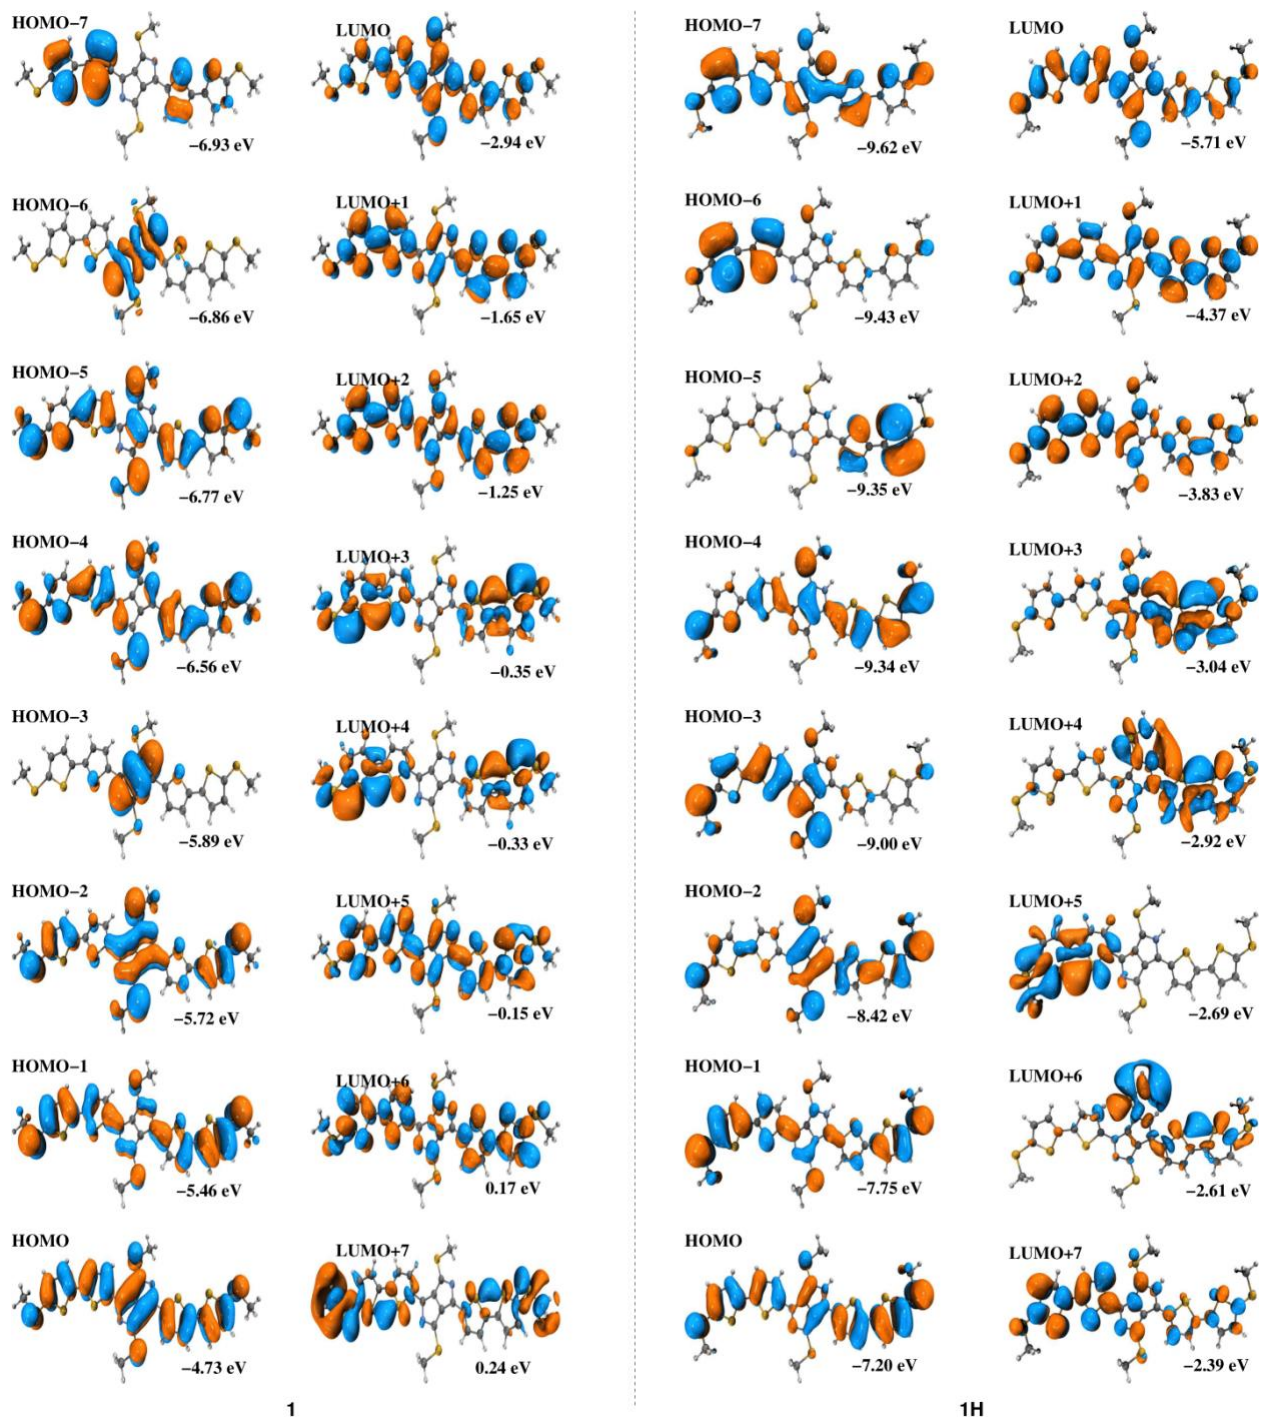 HOMO−7
−6.93 eV
LUMO
−2.94 eV
HOMO−7
−9.62 eV
LUMO
−5.71 eV
HOMO−6
−6.86 eV
LUMO+1
−1.65 eV
HOMO−6
−9.43 eV
LUMO+1
−4.37 eV
HOMO−5
−6.77 eV
LUMO+2
−1.25 eV
HOMO−5
−9.35 eV
LUMO+2
−3.83 eV
HOMO−4
−6.56 eV
LUMO+3
−0.35 eV
HOMO−4
−9.34 eV
LUMO+3
−3.04 eV
HOMO−3
−5.89 eV
LUMO+4
−0.33 eV
HOMO−3
−9.00 eV
LUMO+4
−2.92 eV
HOMO−2
−5.72 eV
LUMO+5
−0.15 eV
HOMO−2
−8.42 eV
LUMO+5
−2.69 eV
HOMO−1
−5.46 eV
LUMO+6
0.17 eV
HOMO−1
−7.75 eV
LUMO+6
−2.61 eV
HOMO
−4.73 eV
LUMO+7
0.24 eV
HOMO
−7.20 eV
LUMO+7
−2.39 eV
1
1H